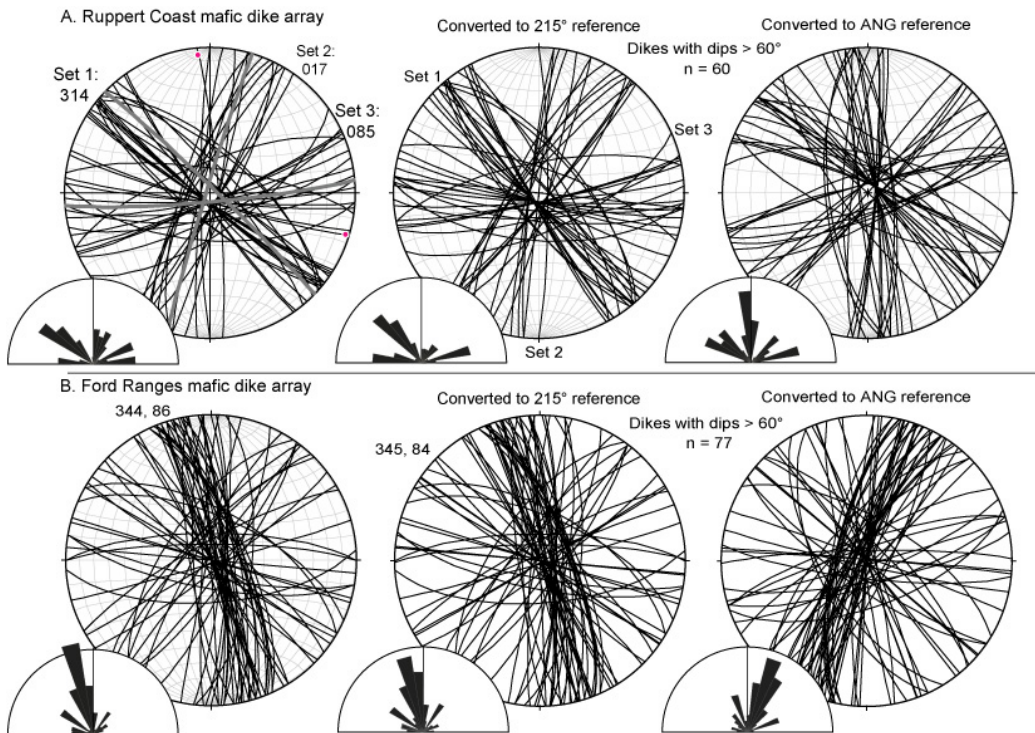 A. Ruppert Coast mafic dike array
Converted to 215° reference
Converted to ANG reference
Set 1:
314
Set 2:
017
Set 3:
085
Set 1
Set 3
Set 2
Dikes with dips > 60°
n = 60
B. Ford Ranges mafic dike array
Converted to 215° reference
Converted to ANG reference
344, 86
345, 84
Dikes with dips > 60°
n = 77